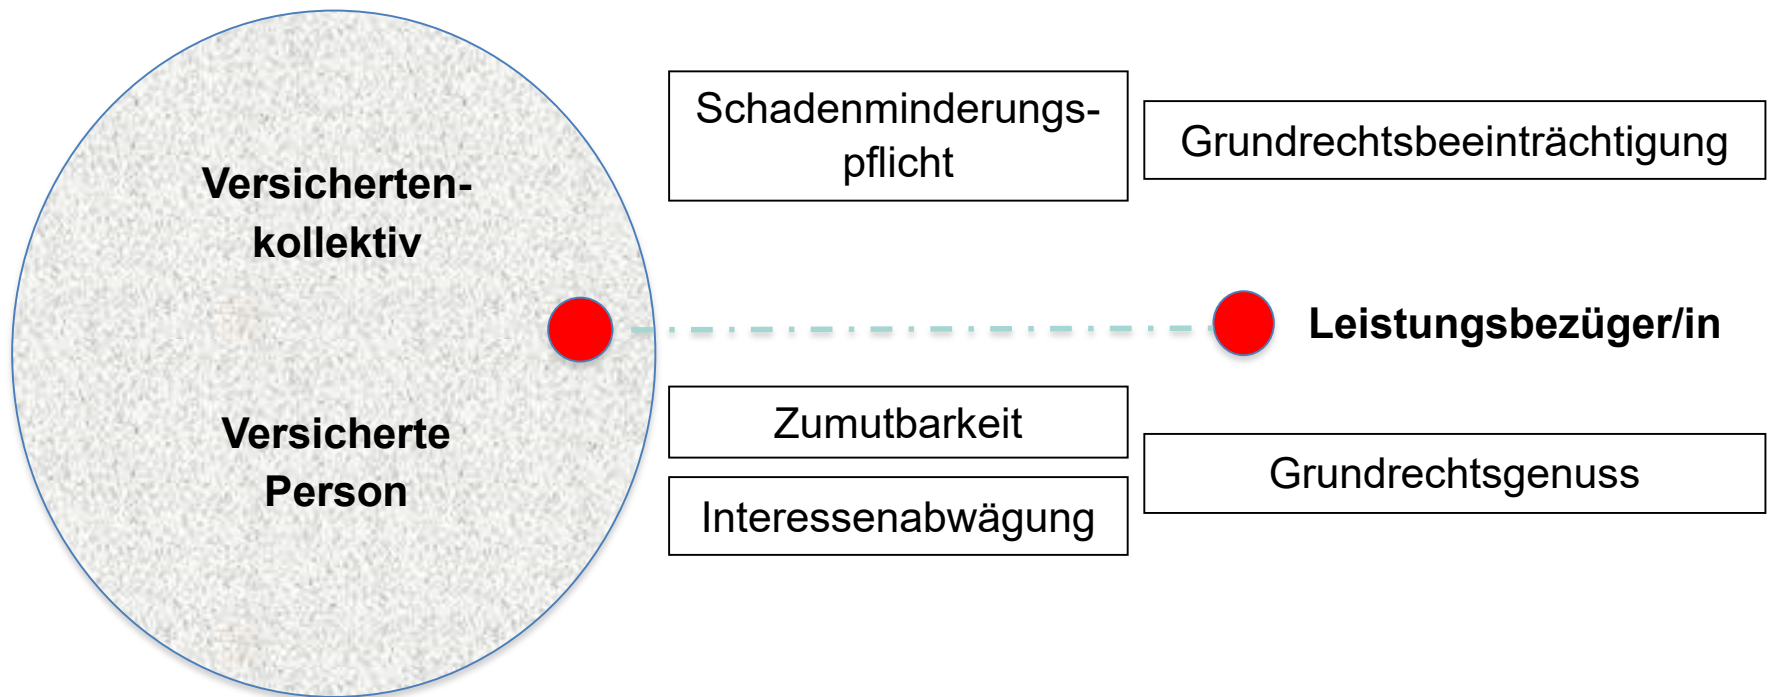 Versicherten-
kollektiv
Versicherte
Person
Schadenminderungs-
pflicht
Grundrechtsbeeinträchtigung
Leistungsbezüger/in
Zumutbarkeit
Interessenabwägung
Grundrechtsgenuss